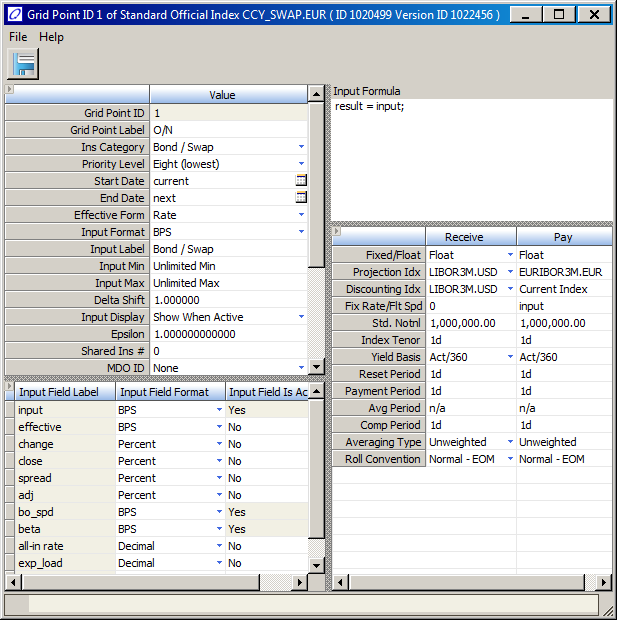 Grid Point ID 1 of Standard Official Index CCY_SWAP.EUR ( ID 1020499 Version ID 1022456 )
File Help
Value
Grid Point ID 1
Grid Point Label O/N
Ins Category Bond / Swap
Priority Level Eight (lowest)
Start Date current
End Date next
Effective Form Rate
Input Format BPS
Input Label Bond / Swap
Input Min Unlimited Min
Input Max Unlimited Max
Delta Shift 1.000000
Input Display Show When Active
Epsilon 1.000000000000
Shared Ins # 0
MDO ID None
Input Field Label Input Field Format Input Field Is Ac
input BPS Yes
effective BPS No
change Percent No
close Percent No
spread Percent No
adj Percent No
bo_spd BPS Yes
beta BPS Yes
all-in rate Decimal No
exp_load Decimal No
Input Formula
result = input;
Receive Pay
Fixed/Float Float Float
Projection Idx LIBOR3M.USD EURIBOR3M.EUR
Discounting Idx LIBOR3M.USD Current Index
Fix Rate/Flt Spd 0 input
Std. Notnl 1,000,000.00 1,000,000.00
Index Tenor 1d 1d
Yield Basis Act/360 Act/360
Reset Period 1d 1d
Payment Period 1d 1d
Avg Period n/a n/a
Comp Period 1d 1d
Averaging Type Unweighted Unweighted
Roll Convention Normal - EOM Normal - EOM